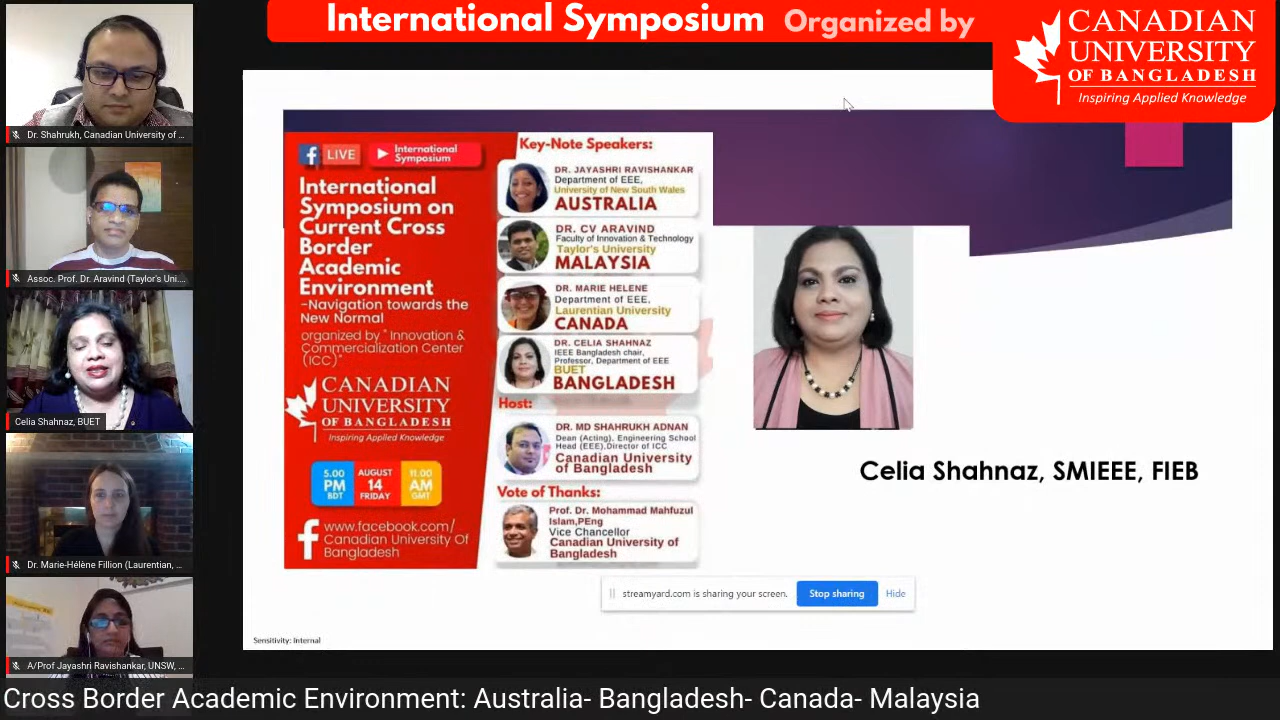 International Symposium Organized by
CANADIAN
UNIVERSITY
OF BANGLADESH
Inspiring Applied Knowledge
Dr. Shahrukh, Canadian University of ...
Assoc. Prof. Dr. Aravind (Taylor's Uni....
Celia Shahnaz, BUET
Dr. Marie-Hélène Fillion (Laurentian, ...
A/Prof Jayashri Ravishankar, UNSW, ...
LIVE
International
Symposium
International
Symposium on
Current Cross
Border
Academic
Environment
-Navigation towards the
New Normal
organized by " Innovation &
Commercialization Center
(ICC)"
CANADIAN
UNIVERSITY
OF BANGLADESH
Inspiring Applied Knowledge
5.00
PM
BDT
AUGUST
14
FRIDAY
11.00
AM
GMT
www.facebook.com/
Canadian University Of
Bangladesh
Key-Note Speakers:
DR. JAYASHRI RAVISHANKAR
Department of EEE,
University of New South Wales
AUSTRALIA
DR. CV ARAVIND
Faculty of Innovation & Technology
Taylor's University
MALAYSIA
DR. MARIE HELENE
Department of EEE,
Laurentian University
CANADA
DR. CELIA SHAHNAZ
IEEE Bangladesh chair,
Professor, Department of EEE
BUET
BANGLADESH
Host:
DR. MD SHAHRUKH ADNAN
Dean (Acting), Engineering School
Head (EEE),Director of ICC
Canadian University
of Bangladesh
Vote of Thanks:
Prof. Dr. Mohammad Mahfuzul
Islam,PEng
Vice Chancellor
Canadian University of
Bangladesh
Celia Shahnaz, SMIEEE, FIEB
streamyard.com is sharing your screen.
Stop sharing
Hide
Sensitivity: Internal
Cross Border Academic Environment: Australia- Bangladesh- Canada- Malaysia